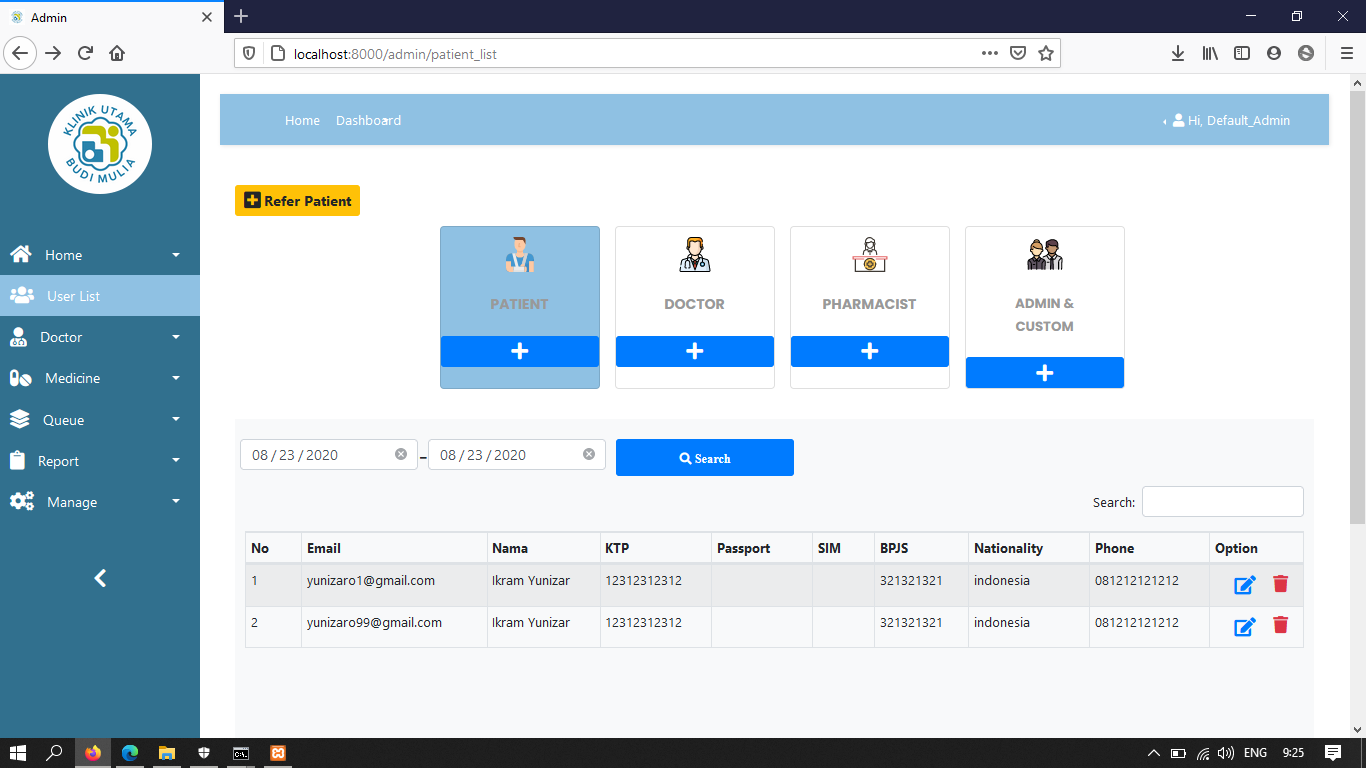 Admin
localhost:8000/admin/patient_list
KLINIK UTAMA
BUDI MULIA
Home Dashboard Hi, Default_Admin
Refer Patient
Home
User List
Doctor
Medicine
Queue
Report
Manage
PATIENT
DOCTOR
PHARMACIST
ADMIN &
CUSTOM
08 / 23 / 2020 – 08 / 23 / 2020 Search
Search:
No Email Nama KTP Passport SIM BPJS Nationality Phone Option
1 yunizaro1@gmail.com Ikram Yunizar 12312312312 321321321 indonesia 081212121212
2 yunizaro99@gmail.com Ikram Yunizar 12312312312 321321321 indonesia 081212121212
ENG 9:25